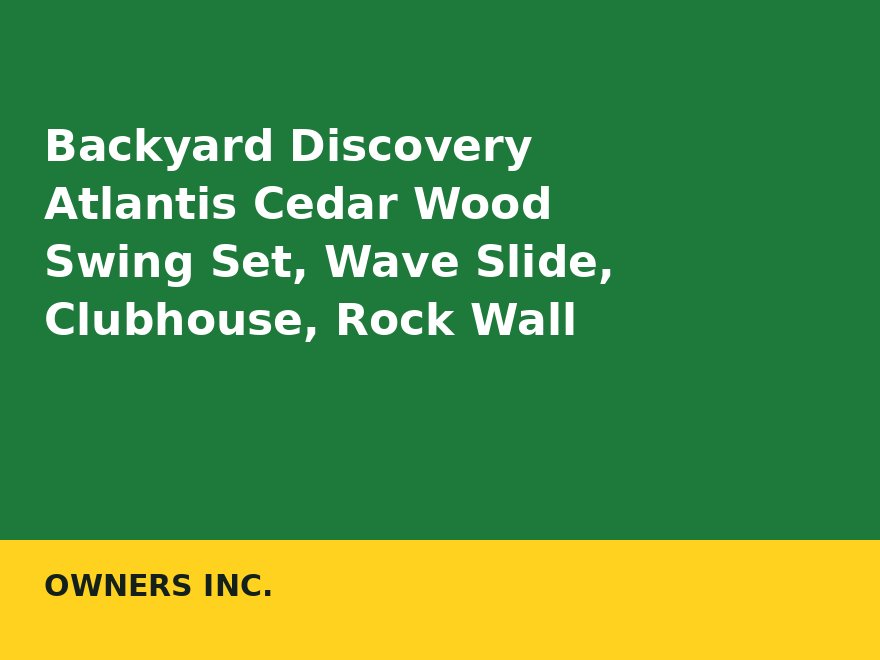 Backyard Discovery
Atlantis Cedar Wood
Swing Set, Wave Slide,
Clubhouse, Rock Wall
OWNERS INC.